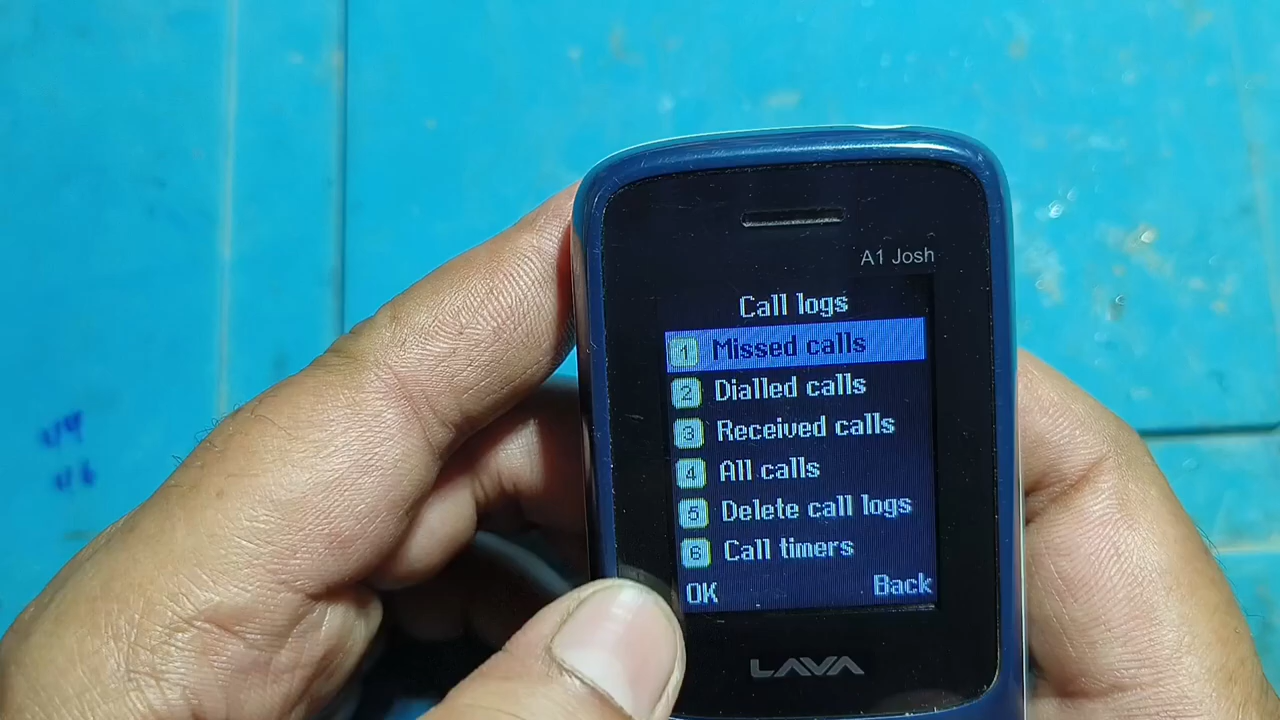 A1 Josh
Call logs
1 Missed calls
2 Dialled calls
3 Received calls
4 All calls
5 Delete call logs
6 Call timers
OK Back
LAVA